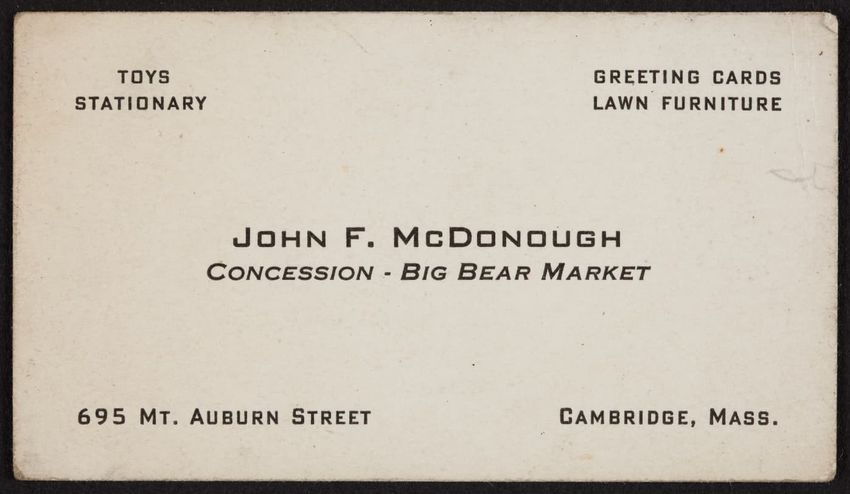 TOYS
STATIONARY
GREETING CARDS
LAWN FURNITURE
JOHN F. MCDONOUGH
CONCESSION - BIG BEAR MARKET
695 MT. AUBURN STREET
CAMBRIDGE, MASS.